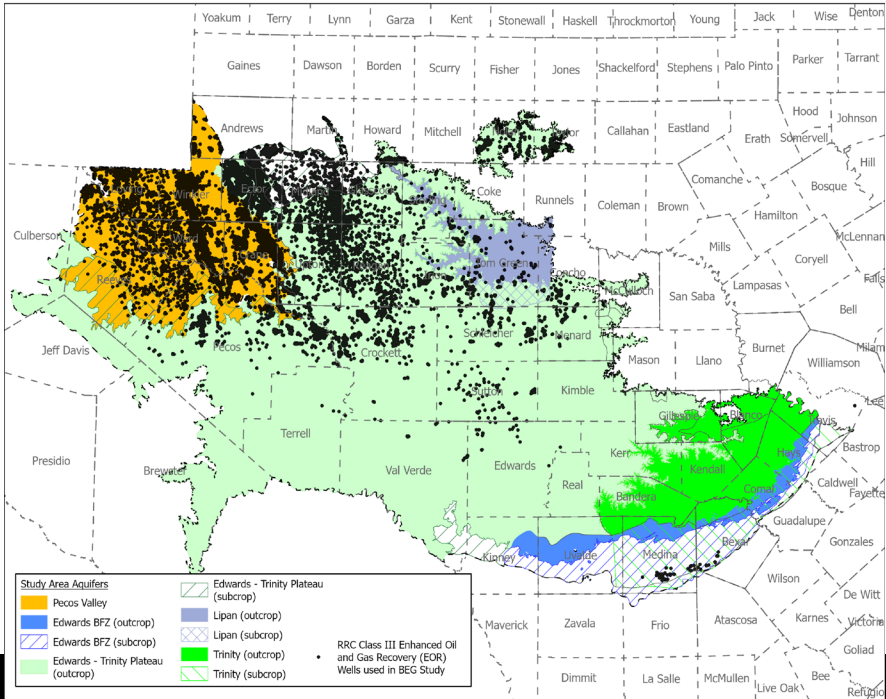 Yoakum Terry Lynn Garza Kent Stonewall Haskell Throckmorton Young Jack Wise Denton
Gaines Dawson Borden Scurry Fisher Jones Shackelford Stephens Palo Pinto Parker Tarrant
Andrews Martin Howard Mitchell Callahan Eastland Erath Hood Somervell Johnson
Hill
Ector Coke Runnels Coleman Brown Comanche Bosque
Winkler Hamilton
Culberson Tom Green Concho Mills McLennan
Reeves McCulloch San Saba Lampasas Coryell Falls
Bell
Jeff Davis Pecos Crockett Schleicher Menard Mason Llano Burnet Williamson Milam
Sutton Kimble Gillespie Blanco Travis Lee
Presidio Brewster Terrell Val Verde Edwards Kerr Kendall Hays Bastrop
Real Bandera Comal Caldwell Fayette
Guadalupe
Kinney Uvalde Medina Bexar Gonzales
Wilson
De Witt
Maverick Zavala Frio Atascosa Karnes Victoria
Goliad
Dimmit La Salle McMullen Live Oak Bee Refugio
Study Area Aquifers
Pecos Valley
Edwards BFZ (outcrop)
Edwards BFZ (subcrop)
Edwards - Trinity Plateau
(outcrop)
Edwards - Trinity Plateau
(subcrop)
Lipan (outcrop)
Lipan (subcrop)
Trinity (outcrop)
Trinity (subcrop)
RRC Class III Enhanced Oil
and Gas Recovery (EOR)
Wells used in BEG Study